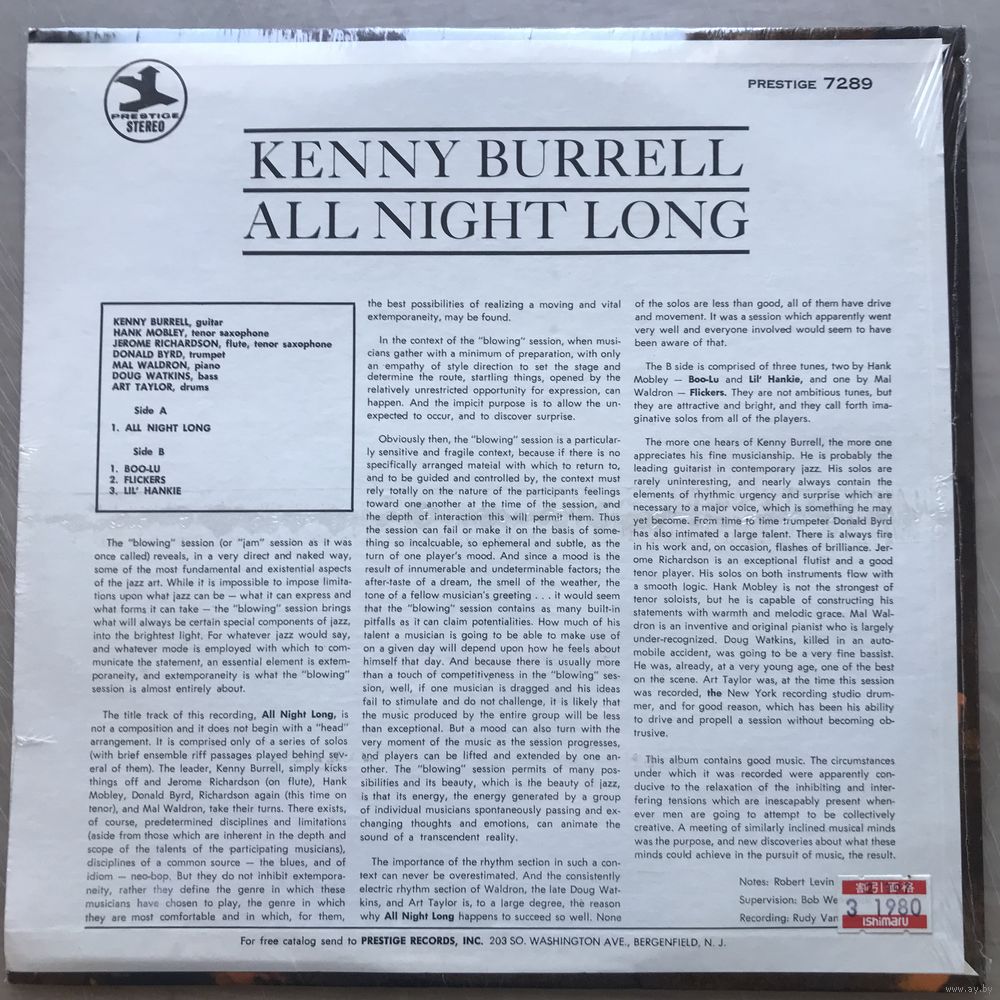 PRESTIGE
STEREO
PRESTIGE 7289
KENNY BURRELL
ALL NIGHT LONG
KENNY BURRELL, guitar
HANK MOBLEY, tenor saxophone
JEROME RICHARDSON, flute, tenor saxophone
DONALD BYRD, trumpet
MAL WALDRON, piano
DOUG WATKINS, bass
ART TAYLOR, drums
Side A
1. ALL NIGHT LONG
Side B
1. BOO-LU
2. FLICKERS
3. LIL' HANKIE
The "blowing" session (or "jam" session as it was
once called) reveals, in a very direct and naked way,
some of the most fundamental and existential aspects
of the jazz art. While it is impossible to impose limita-
tions upon what jazz can be — what it can express and
what forms it can take — the "blowing" session brings
what will always be certain special components of jazz,
into the brightest light. For whatever jazz would say,
and whatever mode is employed with which to com-
municate the statement, an essential element is extem-
poraneity, and extemporaneity is what the "blowing"
session is almost entirely about.
The title track of this recording, All Night Long, is
not a composition and it does not begin with a "head"
arrangement. It is comprised only of a series of solos
(with brief ensemble riff passages played behind sev-
eral of them). The leader, Kenny Burrell, simply kicks
things off and Jerome Richardson (on flute), Hank
Mobley, Donald Byrd, Richardson again (this time on
tenor), and Mal Waldron, take their turns. There exists,
of course, predetermined disciplines and limitations
(aside from those which are inherent in the depth and
scope of the talents of the participating musicians),
disciplines of a common source — the blues, and of
idiom — neo-bop. But they do not inhibit extempora-
neity, rather they define the genre in which these
musicians have chosen to play, the genre in which
they are most comfortable and in which, for them,
the best possibilities of realizing a moving and vital
extemporaneity, may be found.
In the context of the "blowing" session, when musi-
cians gather with a minimum of preparation, with only
an empathy of style direction to set the stage and
determine the route, startling things, opened by the
relatively unrestricted opportunity for expression, can
happen. And the impicit purpose is to allow the un-
expected to occur, and to discover surprise.
Obviously then, the "blowing" session is a particular-
ly sensitive and fragile context, because if there is no
specifically arranged mateial with which to return to,
and to be guided and controlled by, the context must
rely totally on the nature of the participants feelings
toward one another at the time of the session, and
the depth of interaction this will permit them. Thus
the session can fail or make it on the basis of some-
thing so incalcuable, so ephemeral and subtle, as the
turn of one player's mood. And since a mood is the
result of innumerable and undeterminable factors; the
after-taste of a dream, the smell of the weather, the
tone of a fellow musician's greeting . . . it would seem
that the "blowing" session contains as many built-in
pitfalls as it can claim potentialities. How much of his
talent a musician is going to be able to make use of
on a given day will depend upon how he feels about
himself that day. And because there is usually more
than a touch of competitiveness in the "blowing" ses-
sion, well, if one musician is dragged and his ideas
fail to stimulate and do not challenge, it is likely that
the music produced by the entire group will be less
than exceptional. But a mood can also turn with the
very moment of the music as the session progresses,
and players can be lifted and extended by one an-
other. The "blowing" session permits of many pos-
sibilities and its beauty, which is the beauty of jazz,
is that its energy, the energy generated by a group
of individual musicians spontaneously passing and ex-
changing thoughts and emotions, can animate the
sound of a transcendent reality.
The importance of the rhythm section in such a con-
text can never be overestimated. And the consistently
electric rhythm section of Waldron, the late Doug Wat-
kins, and Art Taylor is, to a large degree, the reason
why All Night Long happens to succeed so well. None
of the solos are less than good, all of them have drive
and movement. It was a session which apparently went
very well and everyone involved would seem to have
been aware of that.
The B side is comprised of three tunes, two by Hank
Mobley — Boo-Lu and Lil' Hankie, and one by Mal
Waldron — Flickers. They are not ambitious tunes, but
they are attractive and bright, and they call forth ima-
ginative solos from all of the players.
The more one hears of Kenny Burrell, the more one
appreciates his fine musicianship. He is probably the
leading guitarist in contemporary jazz. His solos are
rarely uninteresting, and nearly always contain the
elements of rhythmic urgency and surprise which are
necessary to a major voice, which is something he may
yet become. From time to time trumpeter Donald Byrd
has also intimated a large talent. There is always fire
in his work and, on occasion, flashes of brilliance. Jer-
ome Richardson is an exceptional flutist and a good
tenor player. His solos on both instruments flow with
a smooth logic. Hank Mobley is not the strongest of
tenor soloists, but he is capable of constructing his
statements with warmth and melodic grace. Mal Wal-
dron is an inventive and original pianist who is largely
under-recognized. Doug Watkins, killed in an auto-
mobile accident, was going to be a very fine bassist.
He was, already, at a very young age, one of the best
on the scene. Art Taylor was, at the time this session
was recorded, the New York recording studio drum-
mer, and for good reason, which has been his ability
to drive and propell a session without becoming ob-
trusive.
This album contains good music. The circumstances
under which it was recorded were apparently con-
ducive to the relaxation of the inhibiting and inter-
fering tensions which are inescapably present when-
ever men are going to attempt to be collectively
creative. A meeting of similarly inclined musical minds
was the purpose, and new discoveries about what these
minds could achieve in the pursuit of music, the result.
Notes: Robert Levin
Supervision: Bob We
Recording: Rudy Van
割引価格
3 1980
ishimaru
For free catalog send to PRESTIGE RECORDS, INC. 203 SO. WASHINGTON AVE., BERGENFIELD, N. J.
www.ay.by